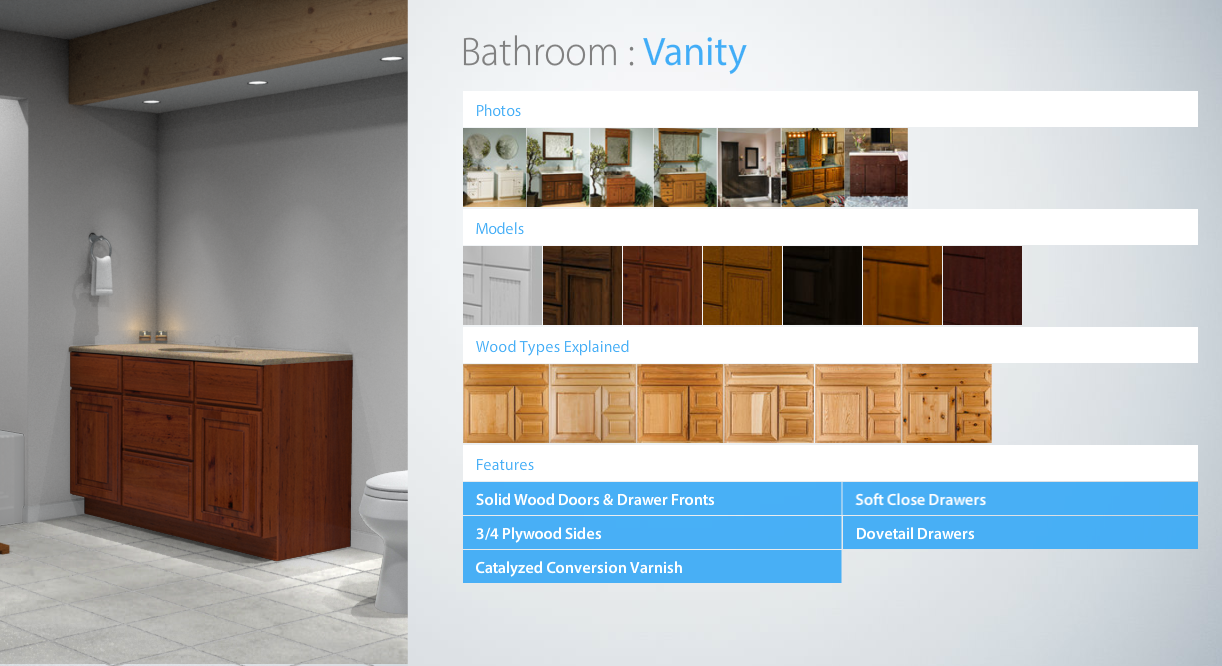 Bathroom : Vanity
Photos
Models
Wood Types Explained
Features
Solid Wood Doors & Drawer Fronts
Soft Close Drawers
3/4 Plywood Sides
Dovetail Drawers
Catalyzed Conversion Varnish